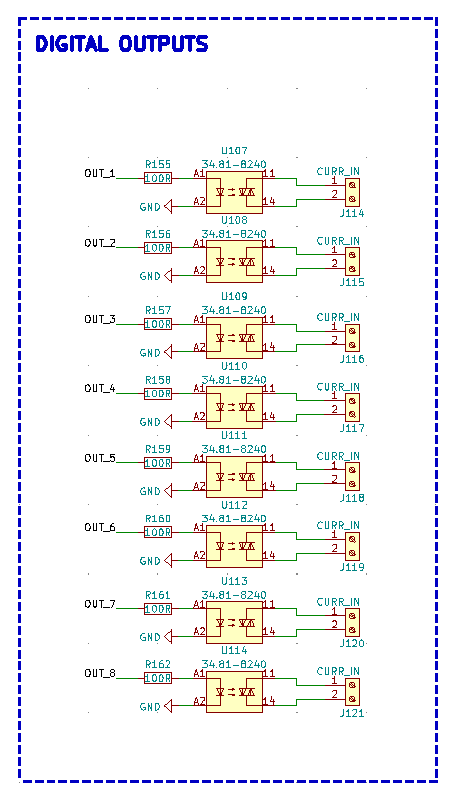 DIGITAL OUTPUTS
U107
R155 34.81-8240 CURR_IN
OUT_1 100R A1 11 1
GND A2 14 2
J114
U108
R156 34.81-8240 CURR_IN
OUT_2 100R A1 11 1
GND A2 14 2
J115
U109
R157 34.81-8240 CURR_IN
OUT_3 100R A1 11 1
GND A2 14 2
J116
U110
R158 34.81-8240 CURR_IN
OUT_4 100R A1 11 1
GND A2 14 2
J117
U111
R159 34.81-8240 CURR_IN
OUT_5 100R A1 11 1
GND A2 14 2
J118
U112
R160 34.81-8240 CURR_IN
OUT_6 100R A1 11 1
GND A2 14 2
J119
U113
R161 34.81-8240 CURR_IN
OUT_7 100R A1 11 1
GND A2 14 2
J120
U114
R162 34.81-8240 CURR_IN
OUT_8 100R A1 11 1
GND A2 14 2
J121